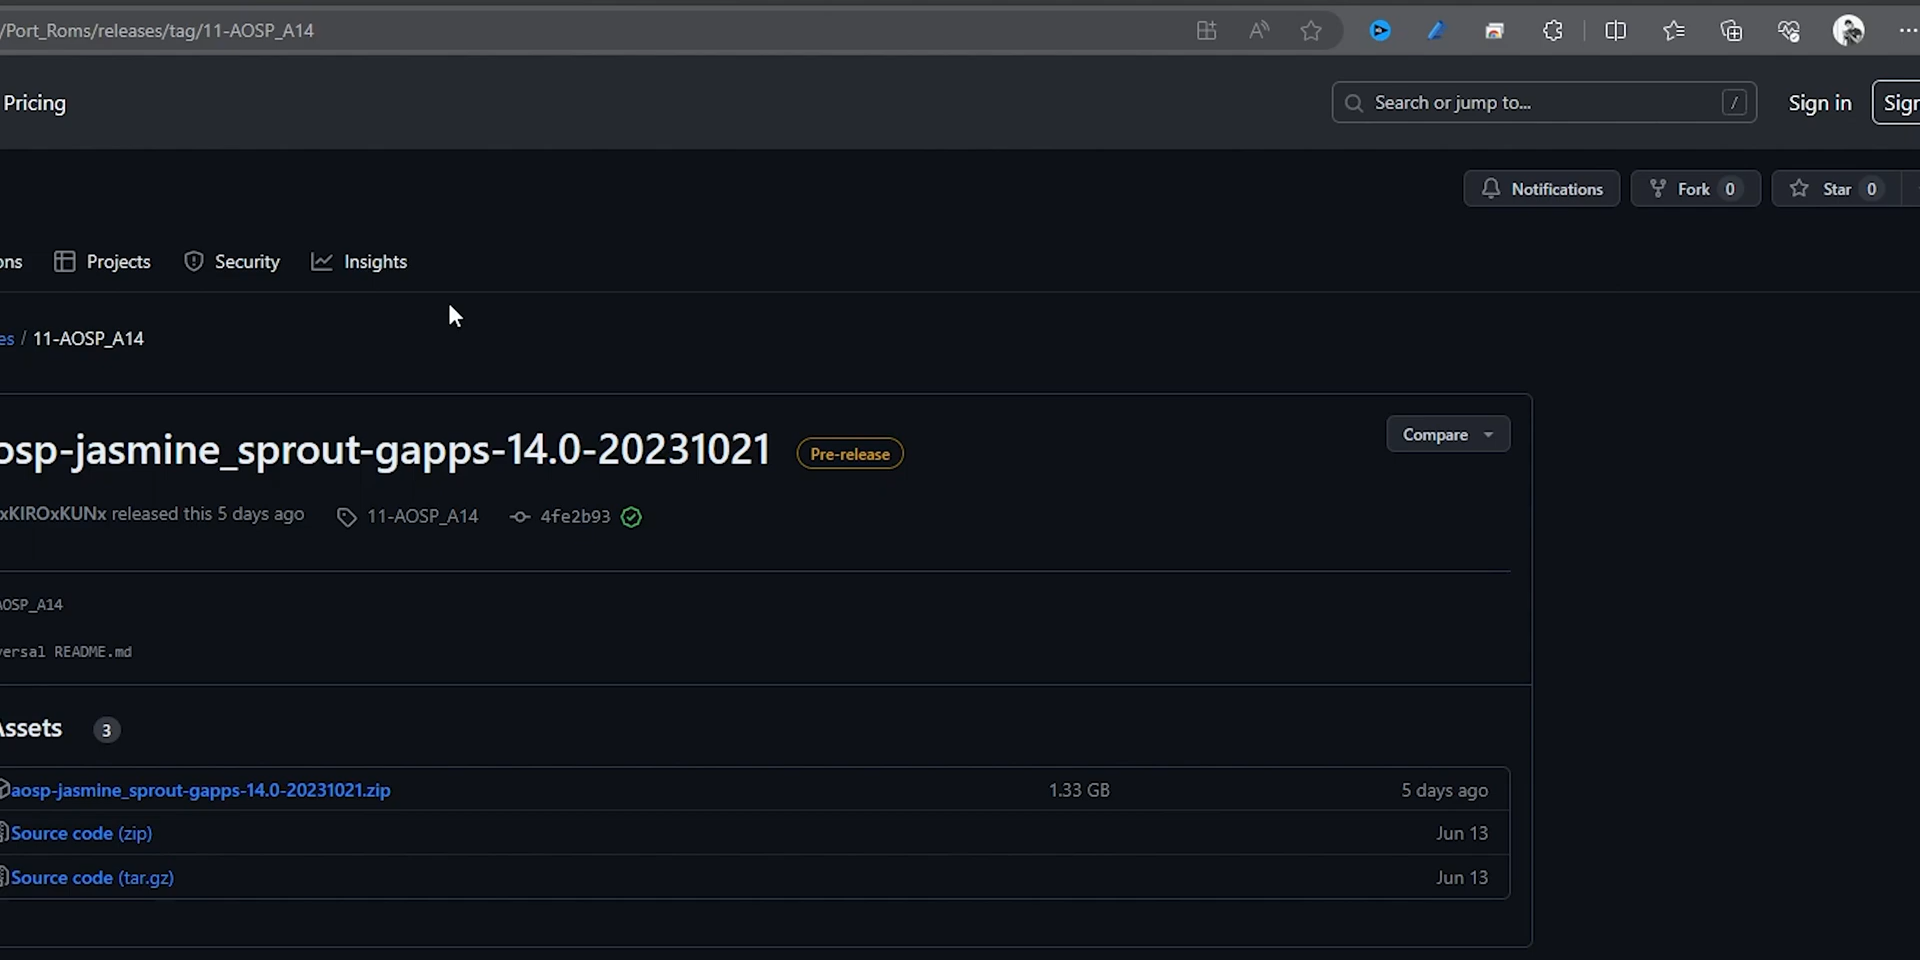 /Port_Roms/releases/tag/11-AOSP_A14
Pricing
Search or jump to...
/
Sign in
Sign
Notifications
Fork 0
Star 0
ons
Projects
Security
Insights
es / 11-AOSP_A14
osp-jasmine_sprout-gapps-14.0-20231021
Pre-release
Compare
xKIROxKUNx released this 5 days ago
11-AOSP_A14
4fe2b93
AOSP_A14
versal README.md
Assets 3
aosp-jasmine_sprout-gapps-14.0-20231021.zip
1.33 GB
5 days ago
Source code (zip)
Jun 13
Source code (tar.gz)
Jun 13